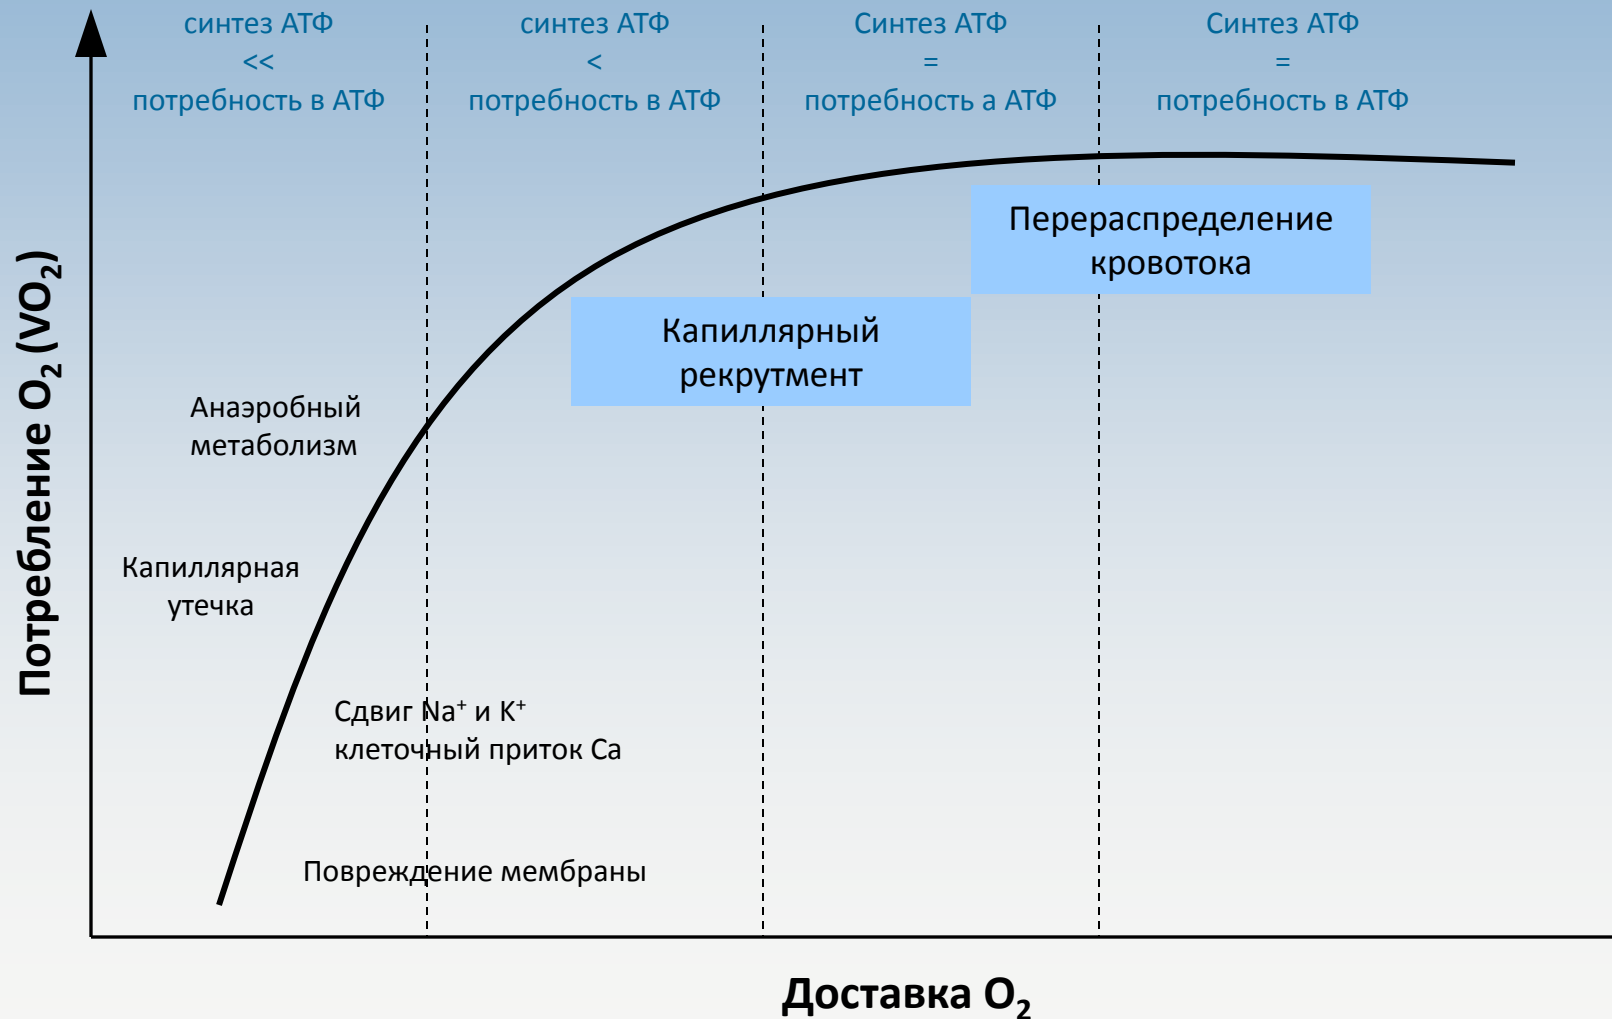 синтез АТФ
<<
потребность в АТФ
синтез АТФ
<
потребность в АТФ
Синтез АТФ
=
потребность а АТФ
Синтез АТФ
=
потребность в АТФ
Перераспределение
кровотока
Капиллярный
рекрутмент
Анаэробный
метаболизм
Капиллярная
утечка
Сдвиг Na⁺ и K⁺
клеточный приток Ca
Повреждение мембраны
Потребление O₂ (VO₂)
Доставка O₂